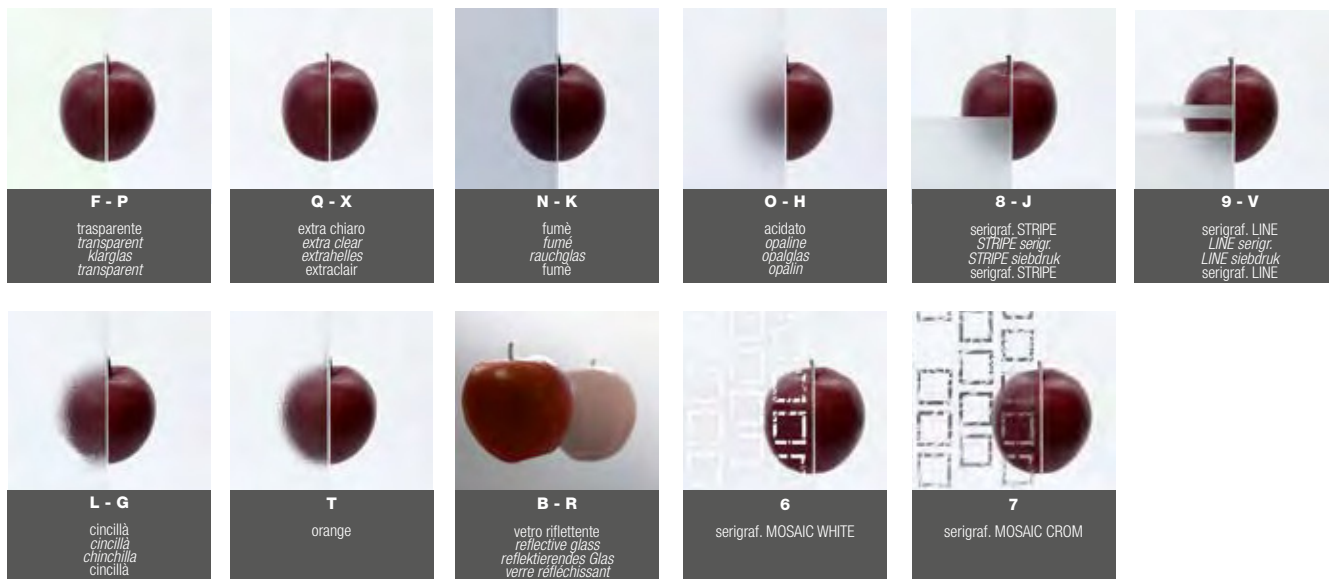 F - P
trasparente
transparent
klarglas
transparent
Q - X
extra chiaro
extra clear
extrahelles
extraclair
N - K
fumè
fumé
rauchglas
fumè
O - H
acidato
opaline
opalglas
opàlin
8 - J
serigraf. STRIPE
STRIPE serigr.
STRIPE siebdruk
serigraf. STRIPE
9 - V
serigraf. LINE
LINE serigr.
LINE siebdruk
serigraf. LINE
L - G
cincillà
cincillà
chinchilla
cincillà
T
orange
B - R
vetro riflettente
reflective glass
reflektierendes Glas
verre réfléchissant
6
serigraf. MOSAIC WHITE
7
serigraf. MOSAIC CROM